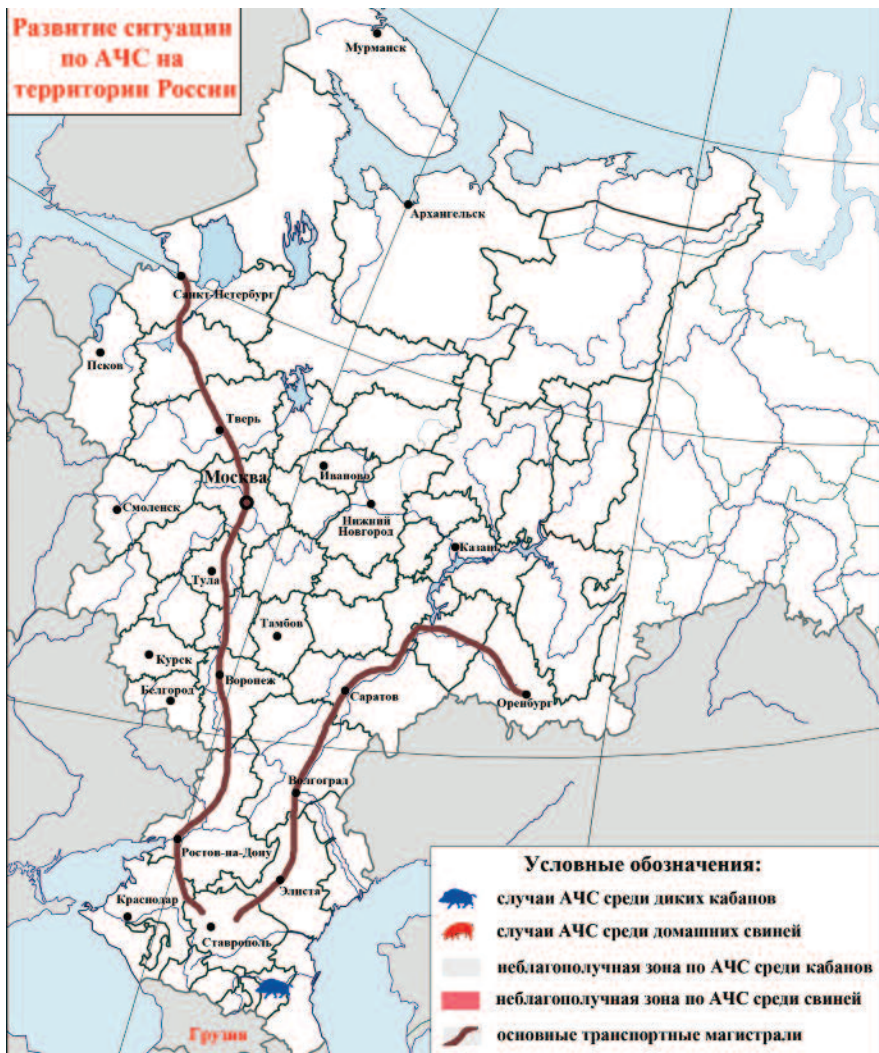 Развитие ситуации
по АЧС на
территории России
Мурманск
Архангельск
Санкт-Петербург
Псков
Тверь
Москва
Иваново
Смоленск
Нижний
Новгород
Казань
Тула
Тамбов
Курск
Воронеж
Белгород
Саратов
Оренбург
Волгоград
Ростов-на-Дону
Элиста
Краснодар
Ставрополь
Грузия
Условные обозначения:
случаи АЧС среди диких кабанов
случаи АЧС среди домашних свиней
неблагополучная зона по АЧС среди кабанов
неблагополучная зона по АЧС среди свиней
основные транспортные магистрали